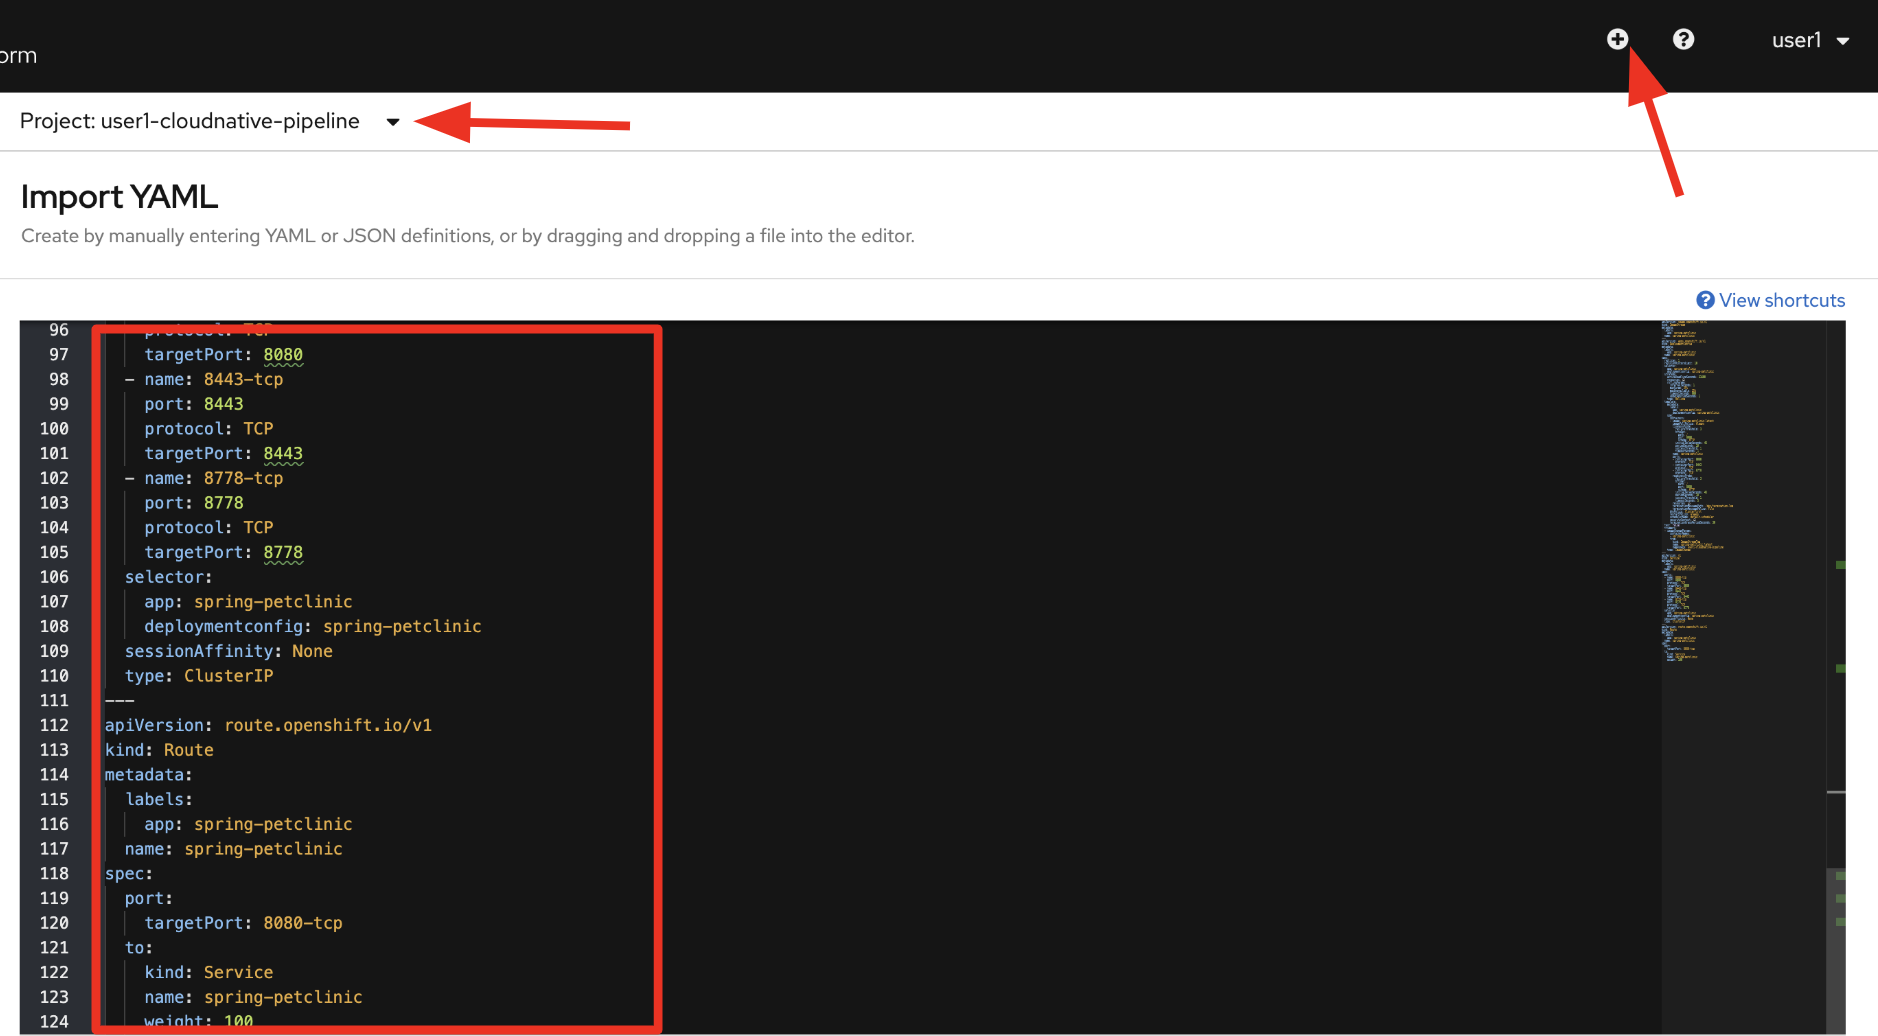 orm
user1
Project: user1-cloudnative-pipeline
Import YAML
Create by manually entering YAML or JSON definitions, or by dragging and dropping a file into the editor.
View shortcuts
96 protocol: TCP
97 targetPort: 8080
98 - name: 8443-tcp
99 port: 8443
100 protocol: TCP
101 targetPort: 8443
102 - name: 8778-tcp
103 port: 8778
104 protocol: TCP
105 targetPort: 8778
106 selector:
107 app: spring-petclinic
108 deploymentconfig: spring-petclinic
109 sessionAffinity: None
110 type: ClusterIP
111 ---
112 apiVersion: route.openshift.io/v1
113 kind: Route
114 metadata:
115 labels:
116 app: spring-petclinic
117 name: spring-petclinic
118 spec:
119 port:
120 targetPort: 8080-tcp
121 to:
122 kind: Service
123 name: spring-petclinic
124 weight: 100